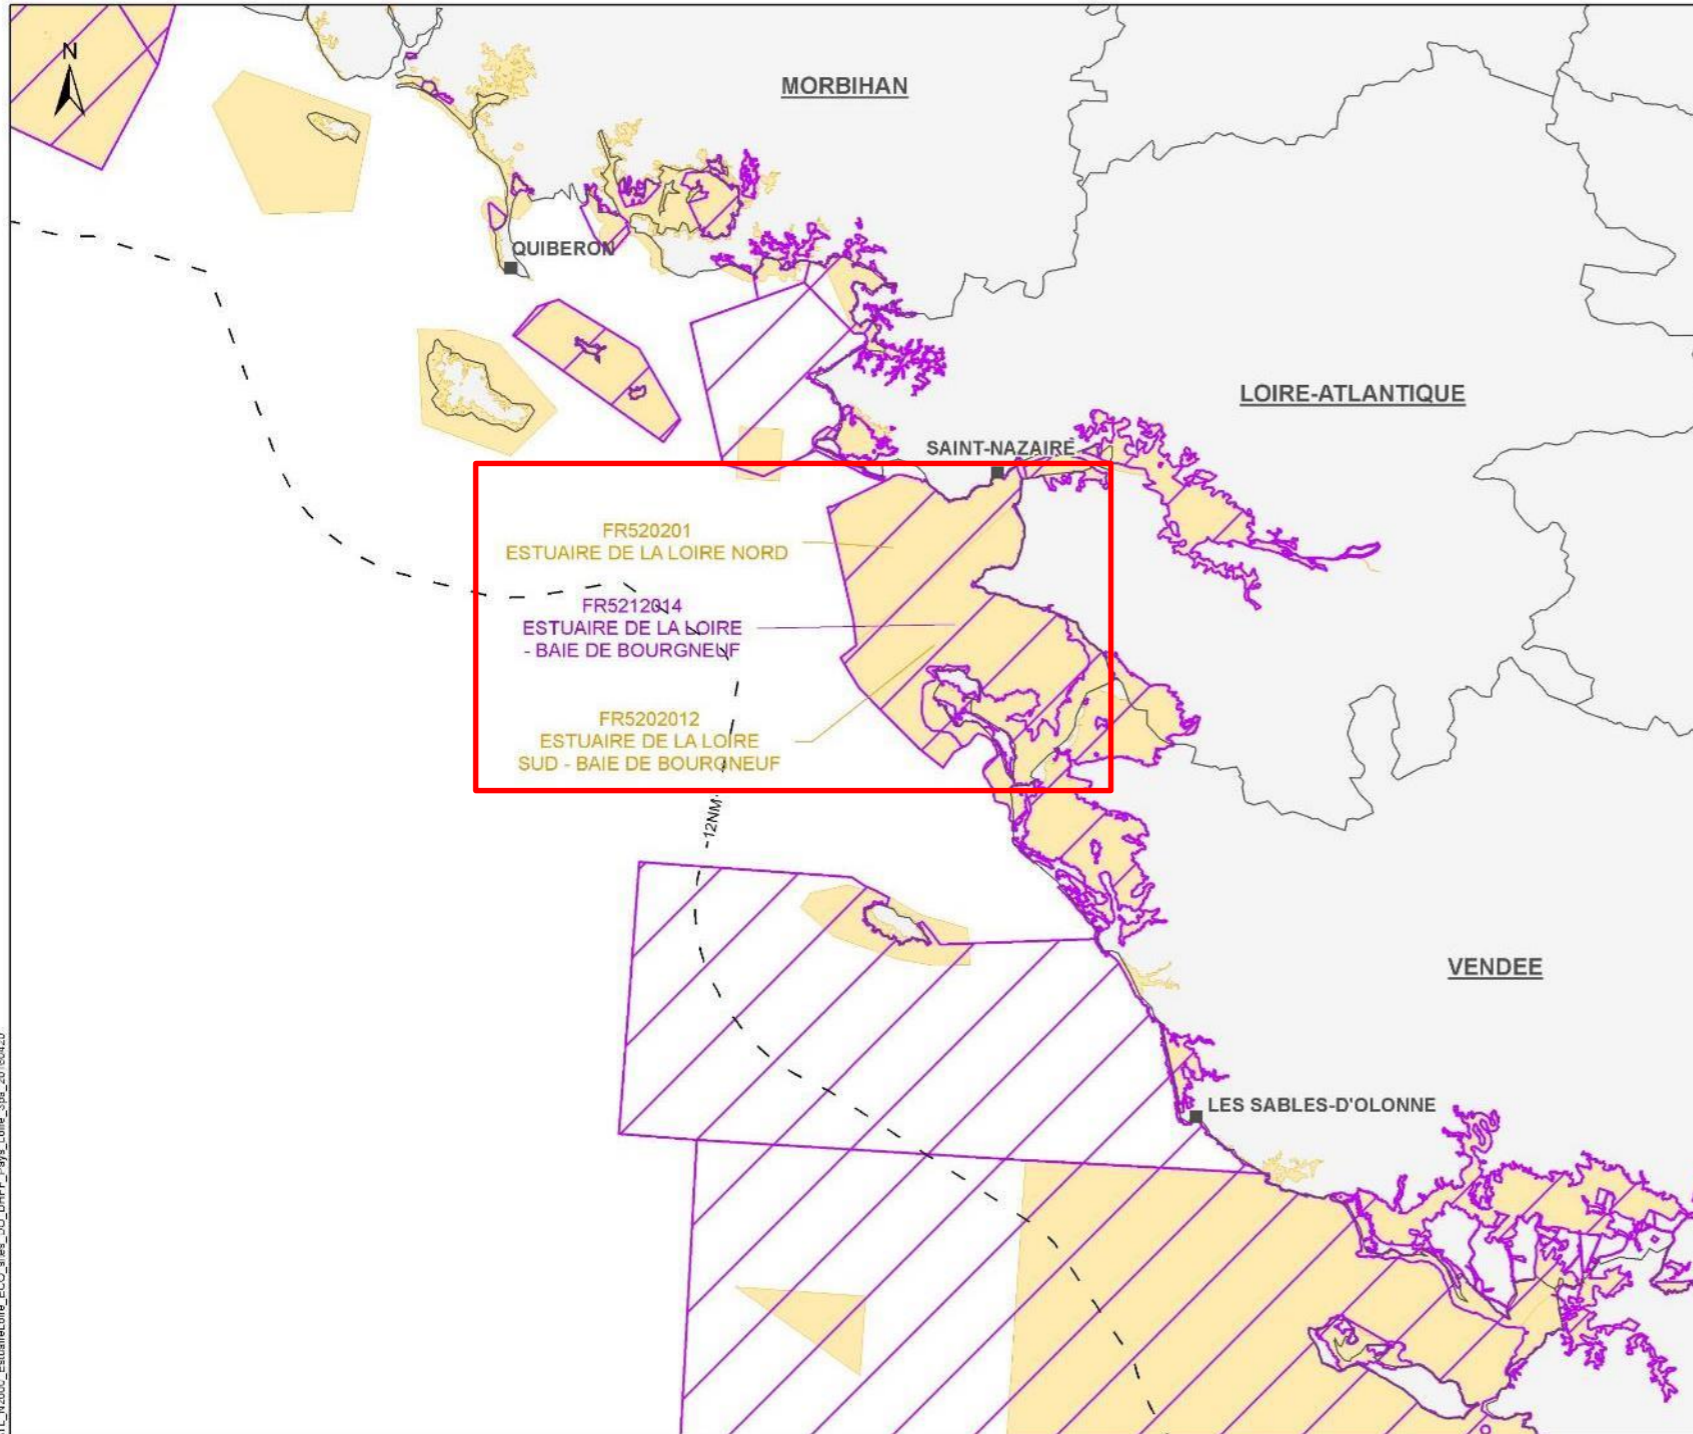 N
MORBIHAN
QUIBERON
LOIRE-ATLANTIQUE
SAINT-NAZAIRE
FR520201
ESTUAIRE DE LA LOIRE NORD
FR5212014
ESTUAIRE DE LA LOIRE
- BAIE DE BOURGNEUF
FR5202012
ESTUAIRE DE LA LOIRE
SUD - BAIE DE BOURGNEUF
12NM
VENDEE
LES SABLES-D'OLONNE